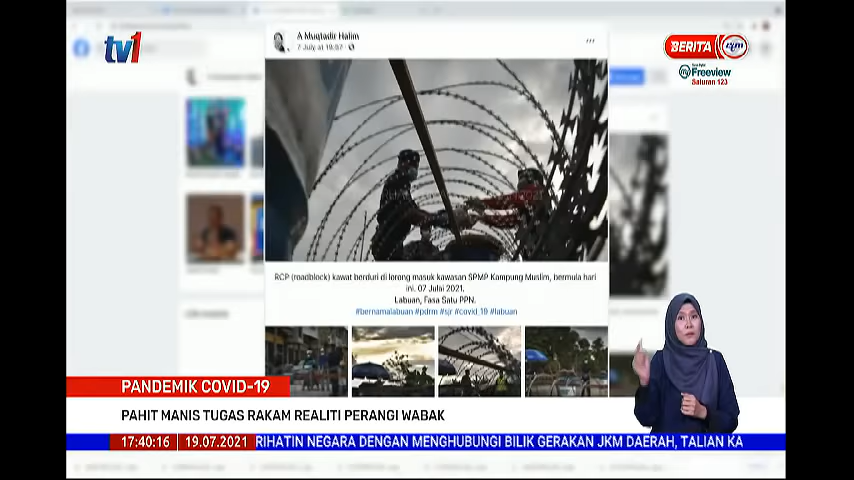 tv1
A Muqtadir Halim
7 July at 19:57
BERITA rtm
Freeview
Saluran 123
RCP (roadblock) kawat berduri di lorong masuk kawasan SPMP Kampung Muslim, bermula hari
ini. 07 Julai 2021.
Labuan, Fasa Satu PPN.
#bernamalabuan #pdrm #sjr #covid_19 #labuan
PANDEMIK COVID-19
PAHIT MANIS TUGAS RAKAM REALITI PERANGI WABAK
17:40:16 19.07.2021 RIHATIN NEGARA DENGAN MENGHUBUNGI BILIK GERAKAN JKM DAERAH, TALIAN KA